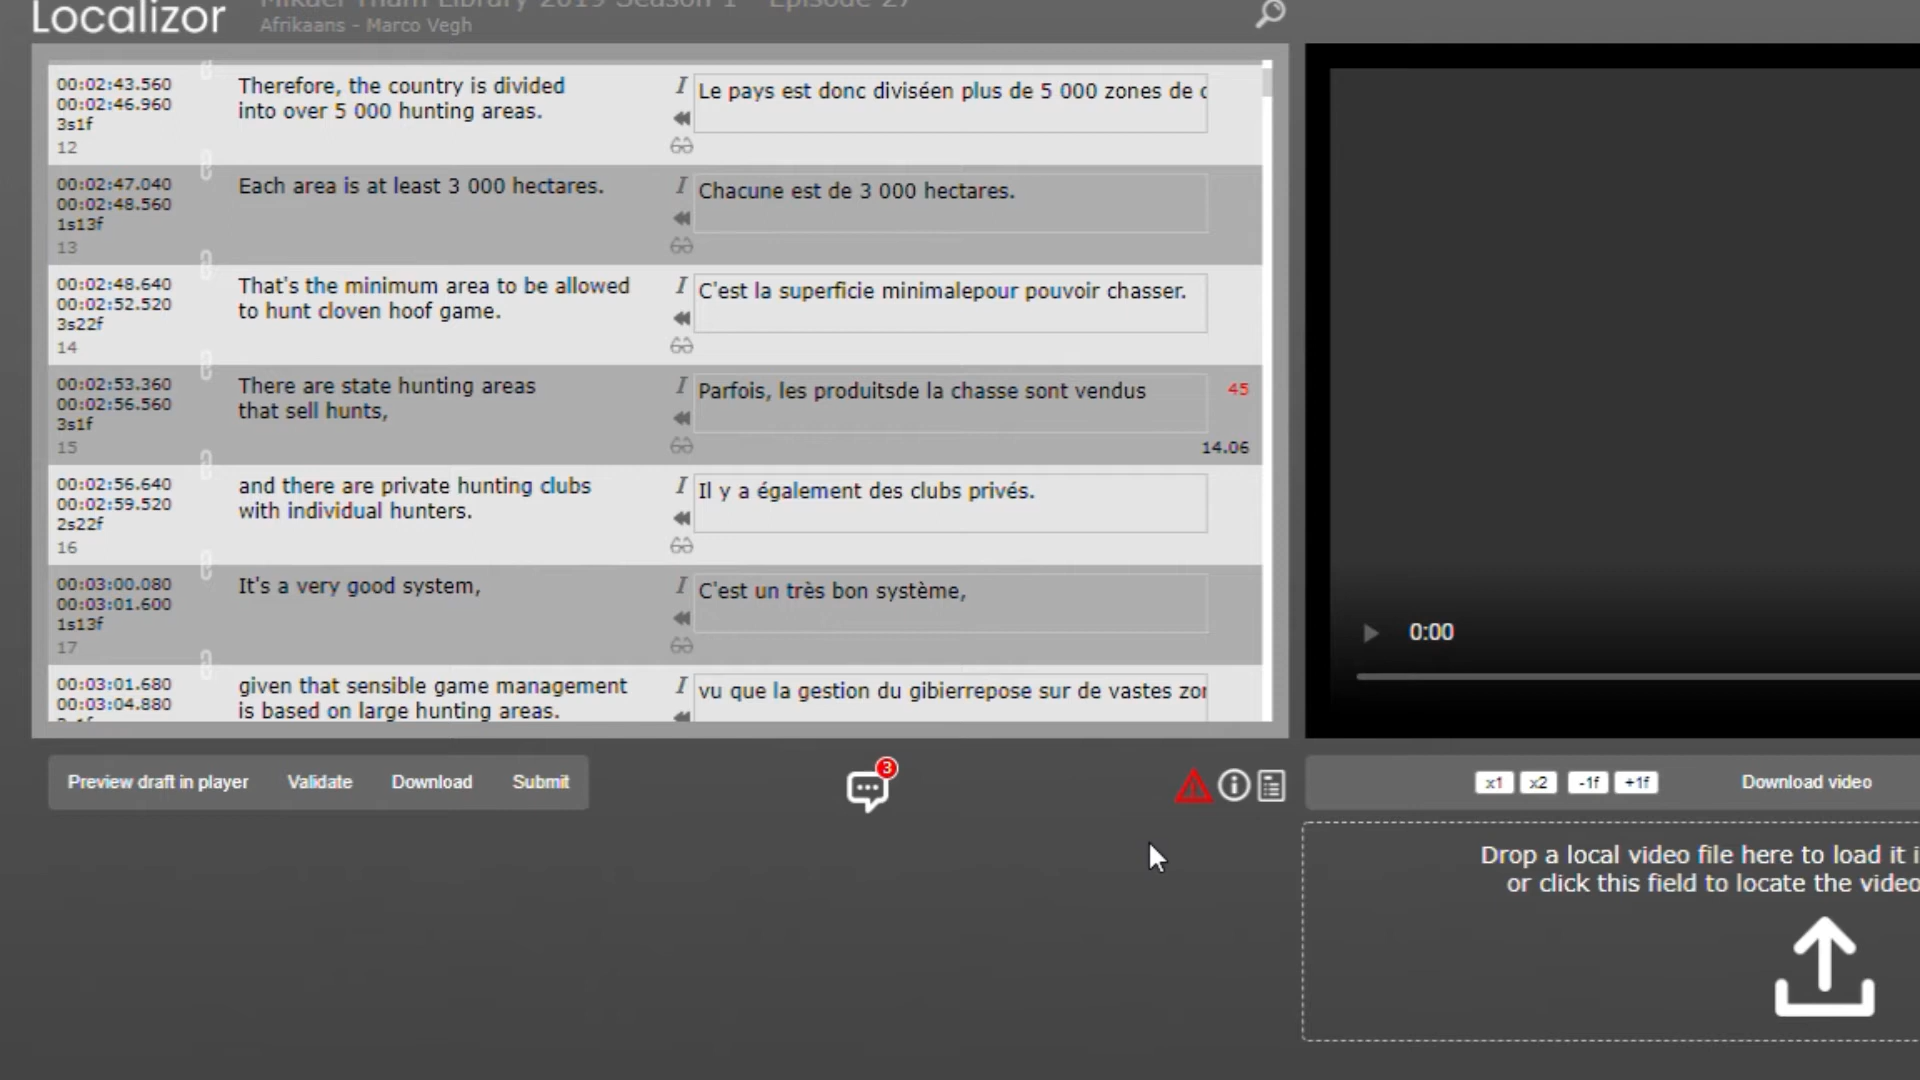 Localizor
Mikael Tham Library 2019 Season 1 - Episode 27
Afrikaans - Marco Vegh
00:02:43.560
00:02:46.960
3s1f
12
Therefore, the country is divided
into over 5 000 hunting areas.
I
Le pays est donc diviséen plus de 5 000 zones de c
00:02:47.040
00:02:48.560
1s13f
13
Each area is at least 3 000 hectares.
I
Chacune est de 3 000 hectares.
00:02:48.640
00:02:52.520
3s22f
14
That's the minimum area to be allowed
to hunt cloven hoof game.
I
C'est la superficie minimalepour pouvoir chasser.
00:02:53.360
00:02:56.560
3s1f
15
There are state hunting areas
that sell hunts,
I
Parfois, les produitsde la chasse sont vendus
45
14.06
00:02:56.640
00:02:59.520
2s22f
16
and there are private hunting clubs
with individual hunters.
I
Il y a également des clubs privés.
00:03:00.080
00:03:01.600
1s13f
17
It's a very good system,
I
C'est un très bon système,
00:03:01.680
00:03:04.880
given that sensible game management
is based on large hunting areas.
I
vu que la gestion du gibierrepose sur de vastes zo
0:00
Preview draft in player
Validate
Download
Submit
3
x1
x2
-1f
+1f
Download video
Drop a local video file here to load it i
or click this field to locate the video